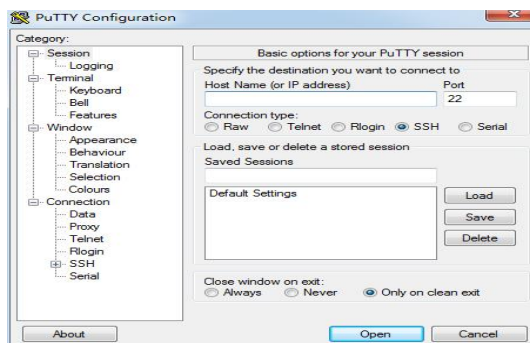 PuTTY Configuration
Category:
Session
Logging
Terminal
Keyboard
Bell
Features
Window
Appearance
Behaviour
Translation
Selection
Colours
Connection
Data
Proxy
Telnet
Rlogin
SSH
Serial
Basic options for your PuTTY session
Specify the destination you want to connect to
Host Name (or IP address) Port
22
Connection type:
Raw Telnet Rlogin SSH Serial
Load, save or delete a stored session
Saved Sessions
Default Settings
Load
Save
Delete
Close window on exit:
Always Never Only on clean exit
About Open Cancel